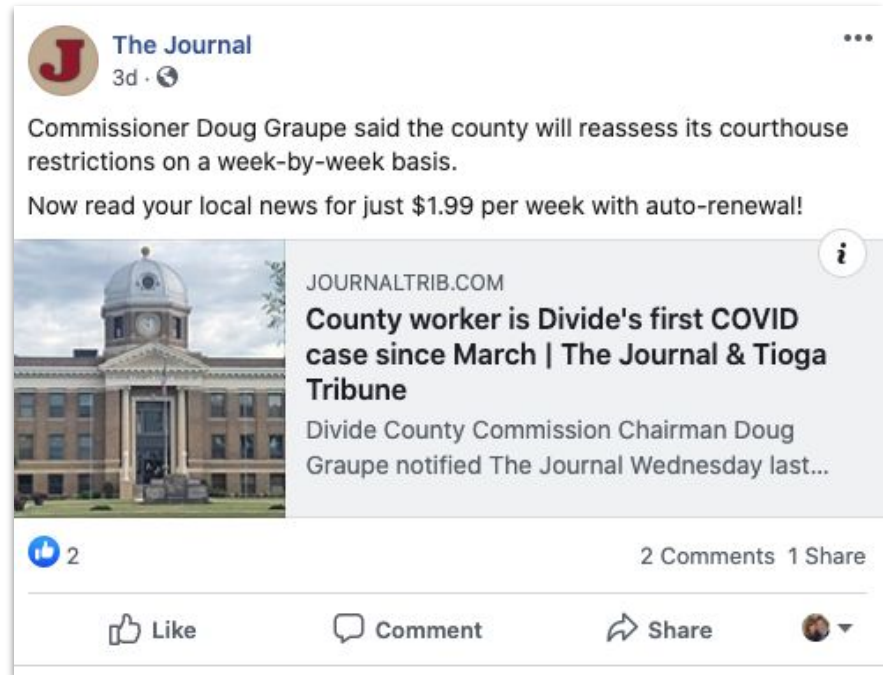 J
The Journal
3d ·
Commissioner Doug Graupe said the county will reassess its courthouse
restrictions on a week-by-week basis.
Now read your local news for just $1.99 per week with auto-renewal!
i
JOURNALTRIB.COM
County worker is Divide's first COVID
case since March | The Journal & Tioga
Tribune
Divide County Commission Chairman Doug
Graupe notified The Journal Wednesday last...
2
2 Comments 1 Share
Like Comment Share